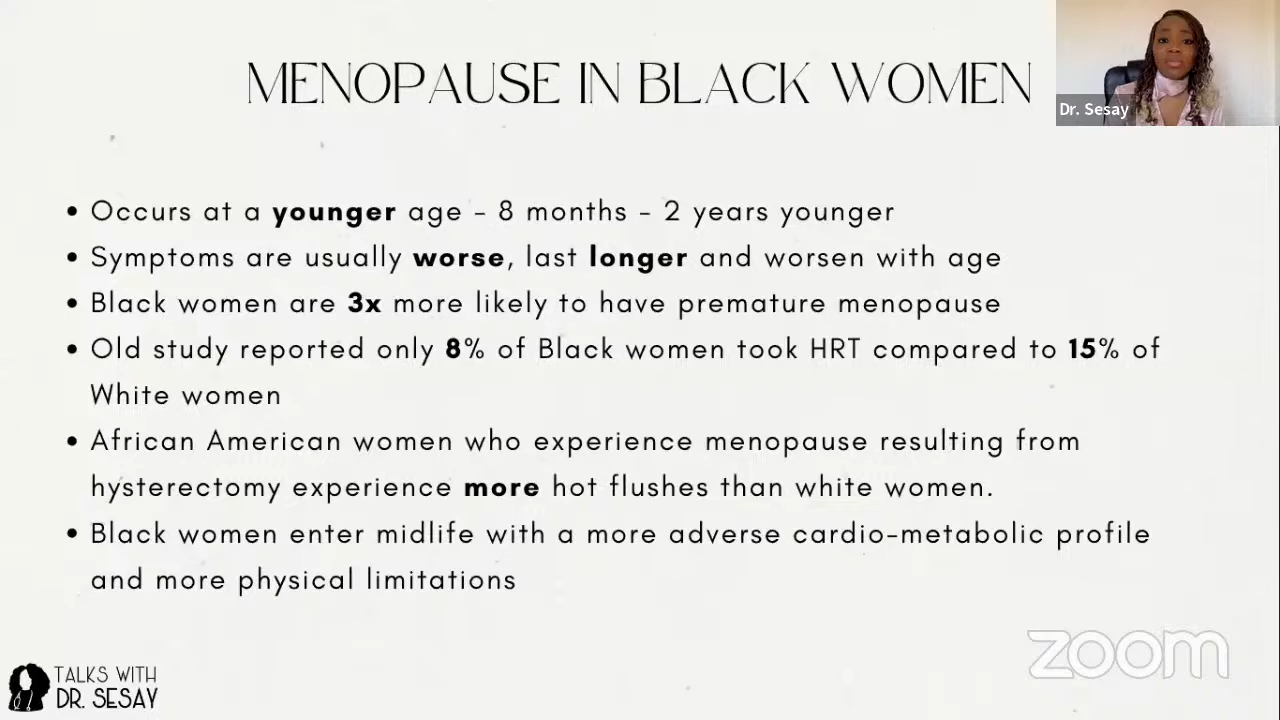 MENOPAUSE IN BLACK WOMEN
Dr. Sesay
• Occurs at a younger age - 8 months - 2 years younger
• Symptoms are usually worse, last longer and worsen with age
• Black women are 3x more likely to have premature menopause
• Old study reported only 8% of Black women took HRT compared to 15% of
White women
• African American women who experience menopause resulting from
hysterectomy experience more hot flushes than white women.
• Black women enter midlife with a more adverse cardio-metabolic profile
and more physical limitations
TALKS WITH
DR. SESAY
zoom